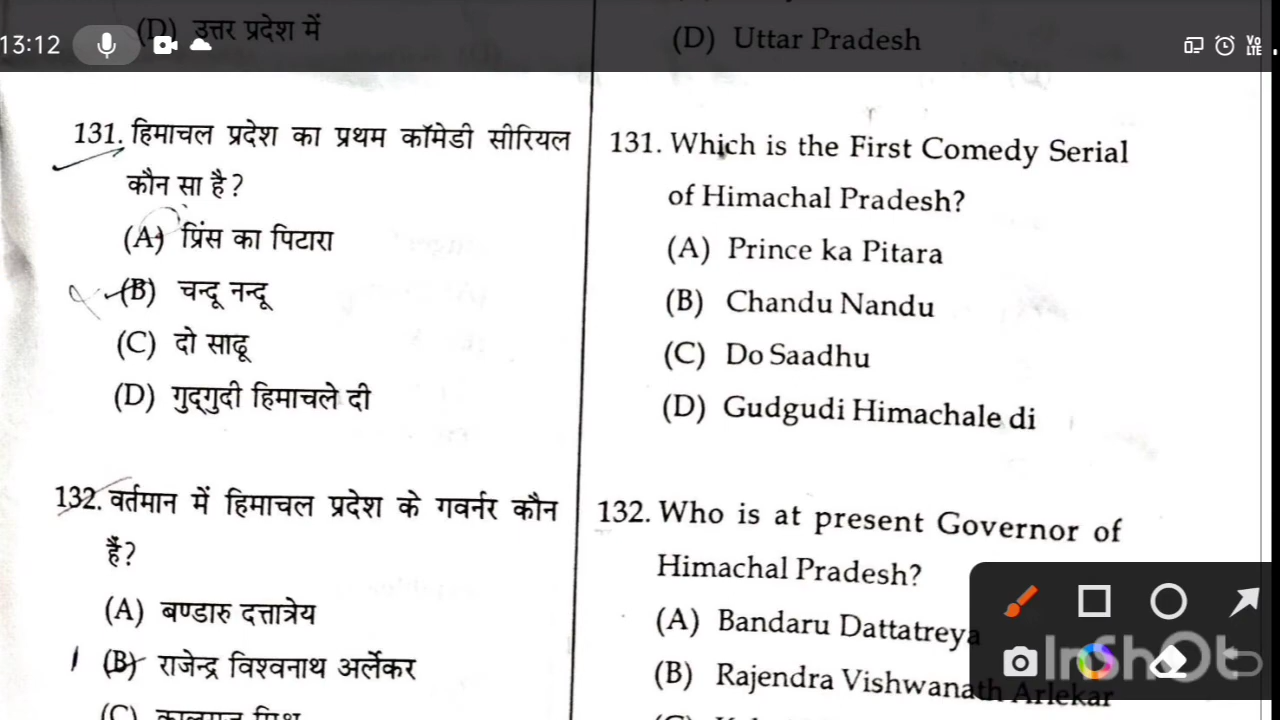 (D) उत्तर प्रदेश में
(D) Uttar Pradesh
13:12
Vo LTE
131. हिमाचल प्रदेश का प्रथम कॉमेडी सीरियल
कौन सा है?
(A) प्रिंस का पिटारा
(B) चन्दू नन्दू
(C) दो साढू
(D) गुद्गुदी हिमाचले दी
132. वर्तमान में हिमाचल प्रदेश के गवर्नर कौन
हैं?
(A) बण्डारु दत्तात्रेय
(B) राजेन्द्र विश्वनाथ अर्लेकर
(C)
131. Which is the First Comedy Serial
of Himachal Pradesh?
(A) Prince ka Pitara
(B) Chandu Nandu
(C) Do Saadhu
(D) Gudgudi Himachale di
132. Who is at present Governor of
Himachal Pradesh?
(A) Bandaru Dattatreya
(B) Rajendra Vishwanath Arlekar
InShOt